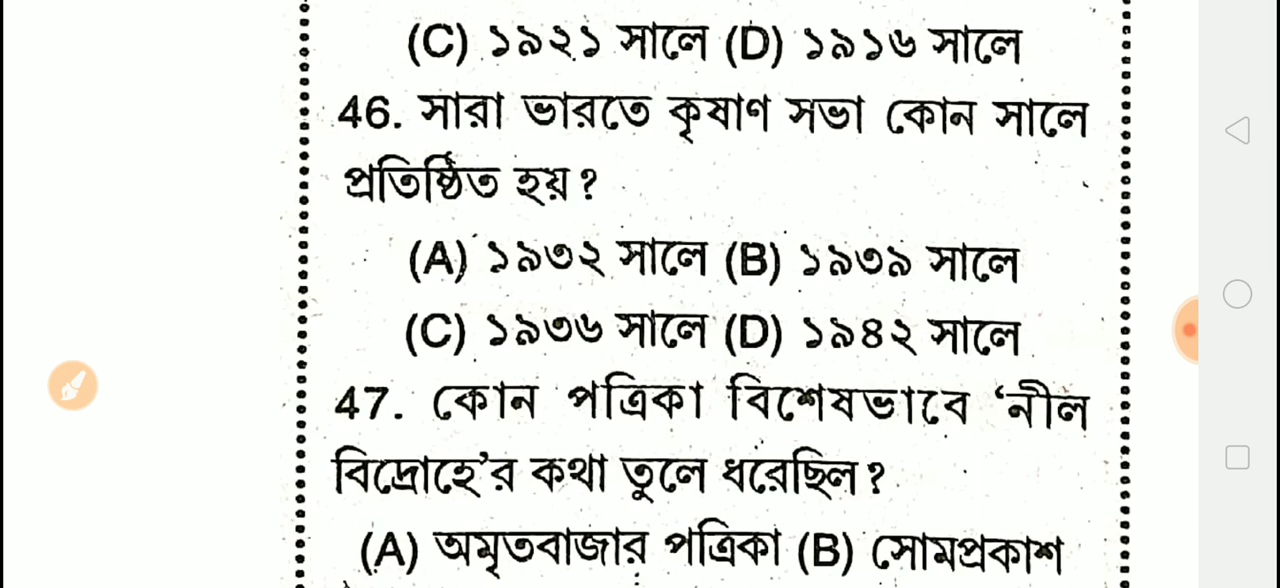 (C) ১৯২১ সালে (D) ১৯১৬ সালে
46. সারা ভারতে কৃষাণ সভা কোন সালে
প্রতিষ্ঠিত হয়?
(A) ১৯৩২ সালে (B) ১৯৩৯ সালে
(C) ১৯৩৬ সালে (D) ১৯৪২ সালে
47. কোন পত্রিকা বিশেষভাবে ‘নীল
বিদ্রোহে’র কথা তুলে ধরেছিল?
(A) অমৃতবাজার পত্রিকা (B) সোমপ্রকাশ